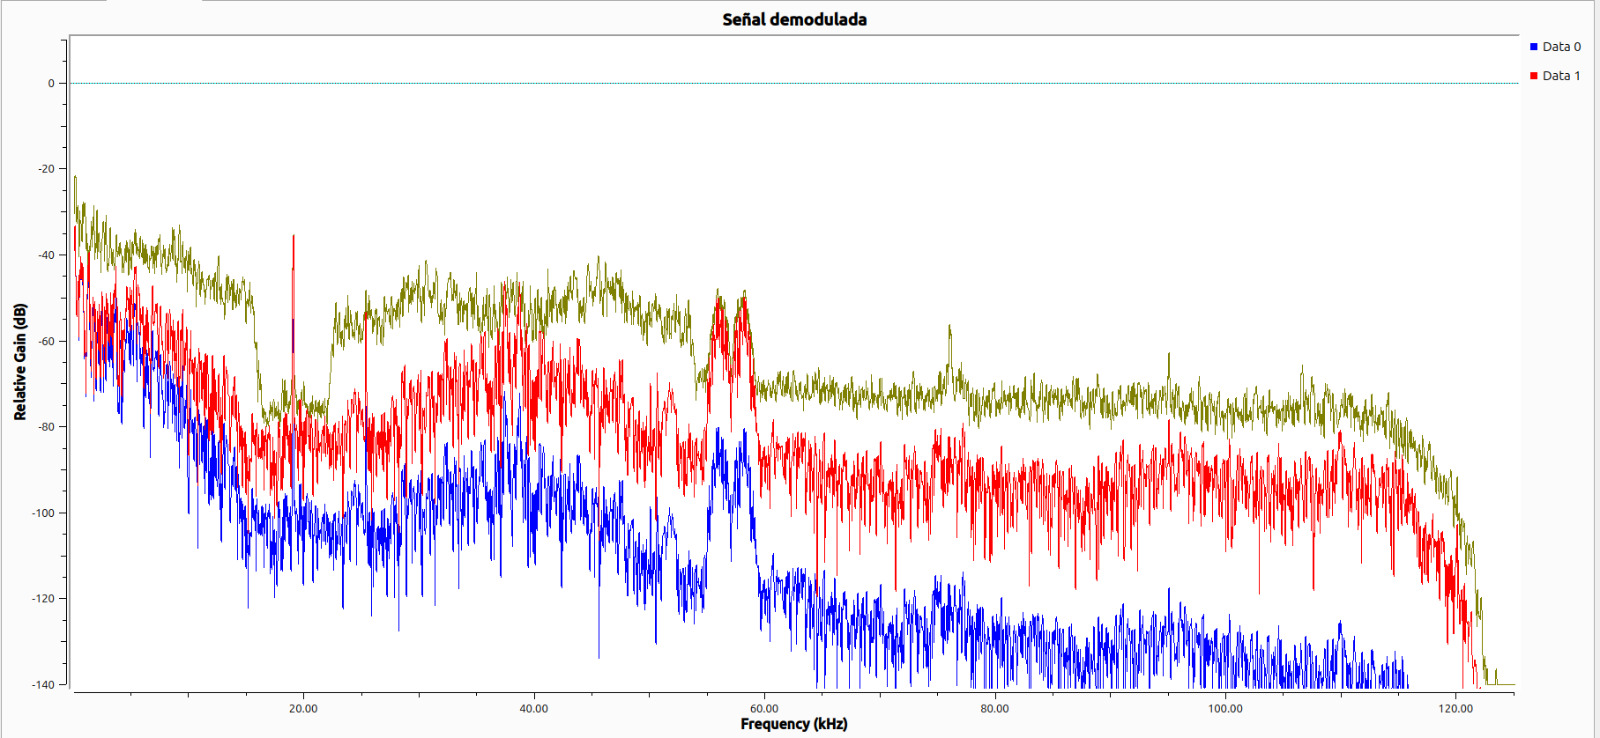 Señal demodulada
Data 0
Data 1
Relative Gain (dB)
0
-20
-40
-60
-80
-100
-120
-140
20.00 40.00 60.00 80.00 100.00 120.00
Frequency (kHz)